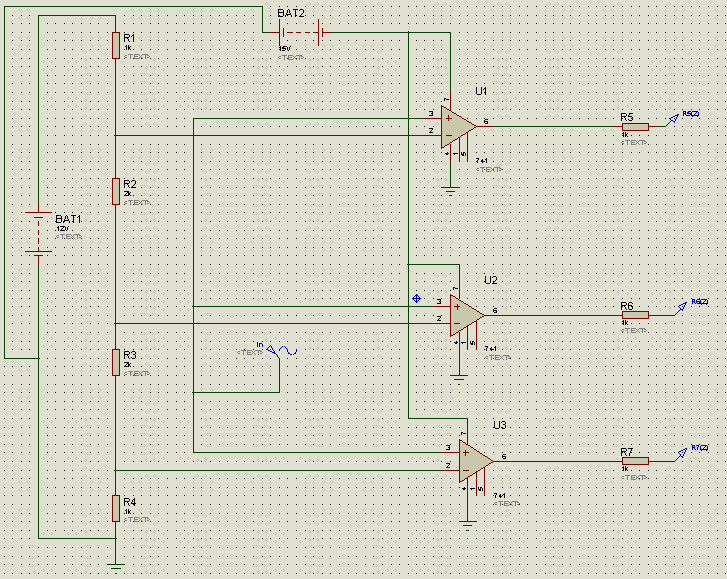 BAT2
15V
<TEXT>
R1
1k
<TEXT>
U1
7
3
6
2
4
1
5
741
<TEXT>
R5
1k
<TEXT>
R5(2)
R2
2k
<TEXT>
BAT1
12V
<TEXT>
U2
7
3
6
2
4
1
5
741
<TEXT>
R6
1k
<TEXT>
R6(2)
in
<TEXT>
R3
2k
<TEXT>
U3
7
3
6
2
4
1
5
741
<TEXT>
R7
1k
<TEXT>
R7(2)
R4
1k
<TEXT>